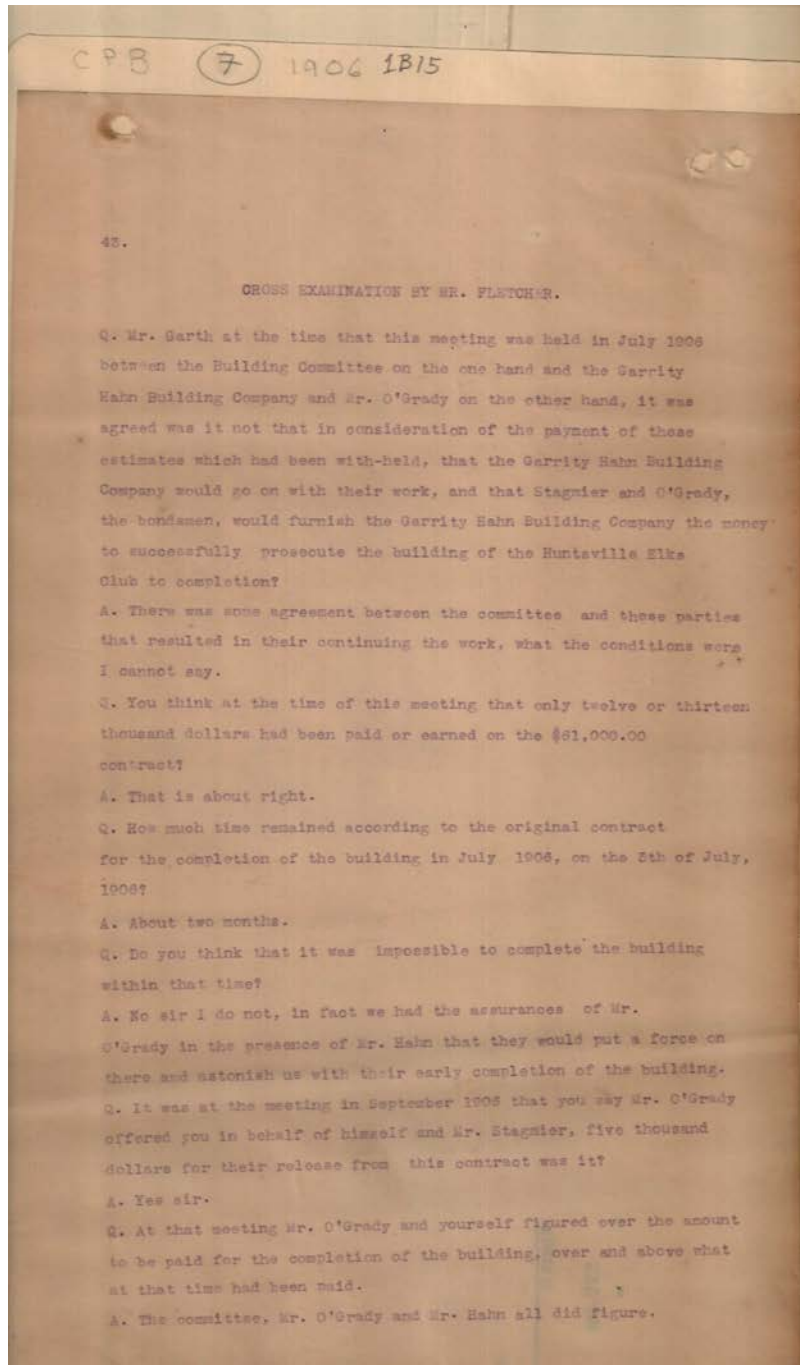 CPB 7 1906 1B15
43.
CROSS EXAMINATION BY MR. FLETCHER.
Q. Mr. Garth at the time that this meeting was held in July 1906
between the Building Committee on the one hand and the Garrity
Hahn Building Company and Mr. O'Grady on the other hand, it was
agreed was it not that in consideration of the payment of these
estimates which had been with-held, that the Garrity Hahn Building
Company would go on with their work, and that Stagmier and O'Grady,
the bondsmen, would furnish the Garrity Hahn Building Company the money
to successfully prosecute the building of the Huntsville Elks
Club to completion?
A. There was some agreement between the committee and these parties
that resulted in their continuing the work, what the conditions were
I cannot say.
Q. You think at the time of this meeting that only twelve or thirteen
thousand dollars had been paid or earned on the $61,000.00
contract?
A. That is about right.
Q. How much time remained according to the original contract
for the completion of the building in July 1906, on the 5th of July,
1906?
A. About two months.
Q. Do you think that it was impossible to complete the building
within that time?
A. No sir I do not, in fact we had the assurances of Mr.
O'Grady in the presence of Mr. Hahn that they would put a force on
there and astonish us with their early completion of the building.
Q. It was at the meeting in September 1906 that you say Mr. O'Grady
offered you in behalf of himself and Mr. Stagmier, five thousand
dollars for their release from this contract was it?
A. Yes sir.
Q. At that meeting Mr. O'Grady and yourself figured over the amount
to be paid for the completion of the building, over and above what
at that time had been paid.
A. The committee, Mr. O'Grady and Mr. Hahn all did figure.